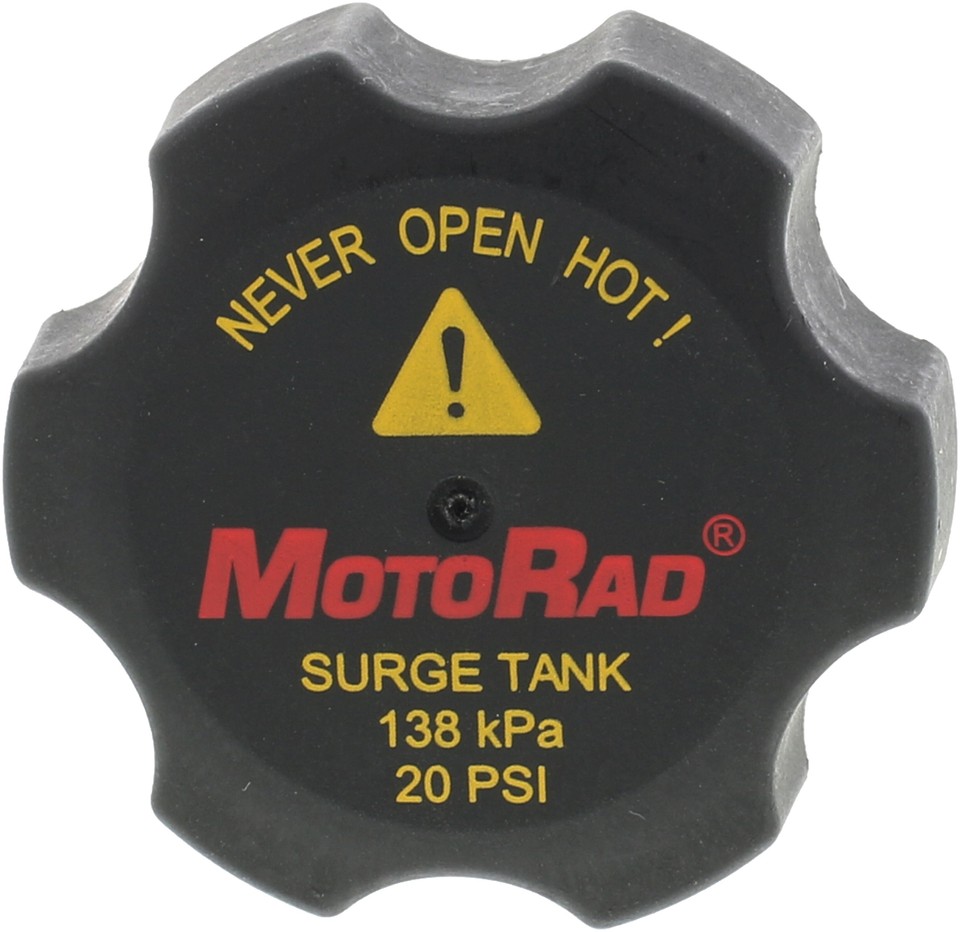 NEVER OPEN HOT !
!
MOTORAD®
SURGE TANK
138 kPa
20 PSI